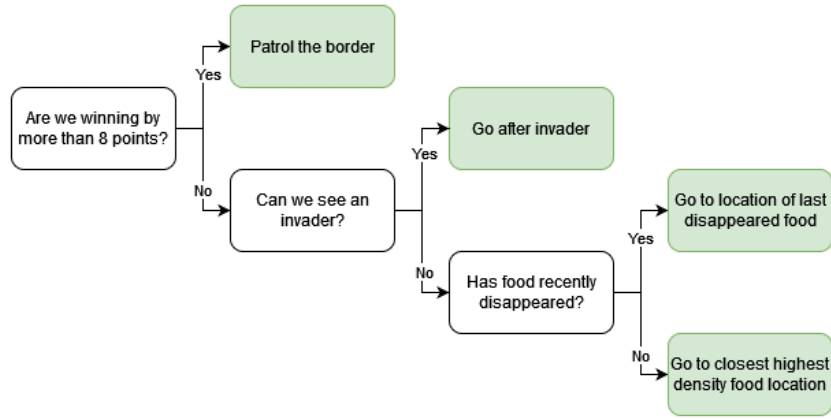 Patrol the border
Yes
Are we winning by
more than 8 points?
No
Go after invader
Yes
Can we see an
invader?
No
Go to location of last
disappeared food
Yes
Has food recently
disappeared?
No
Go to closest highest
density food location